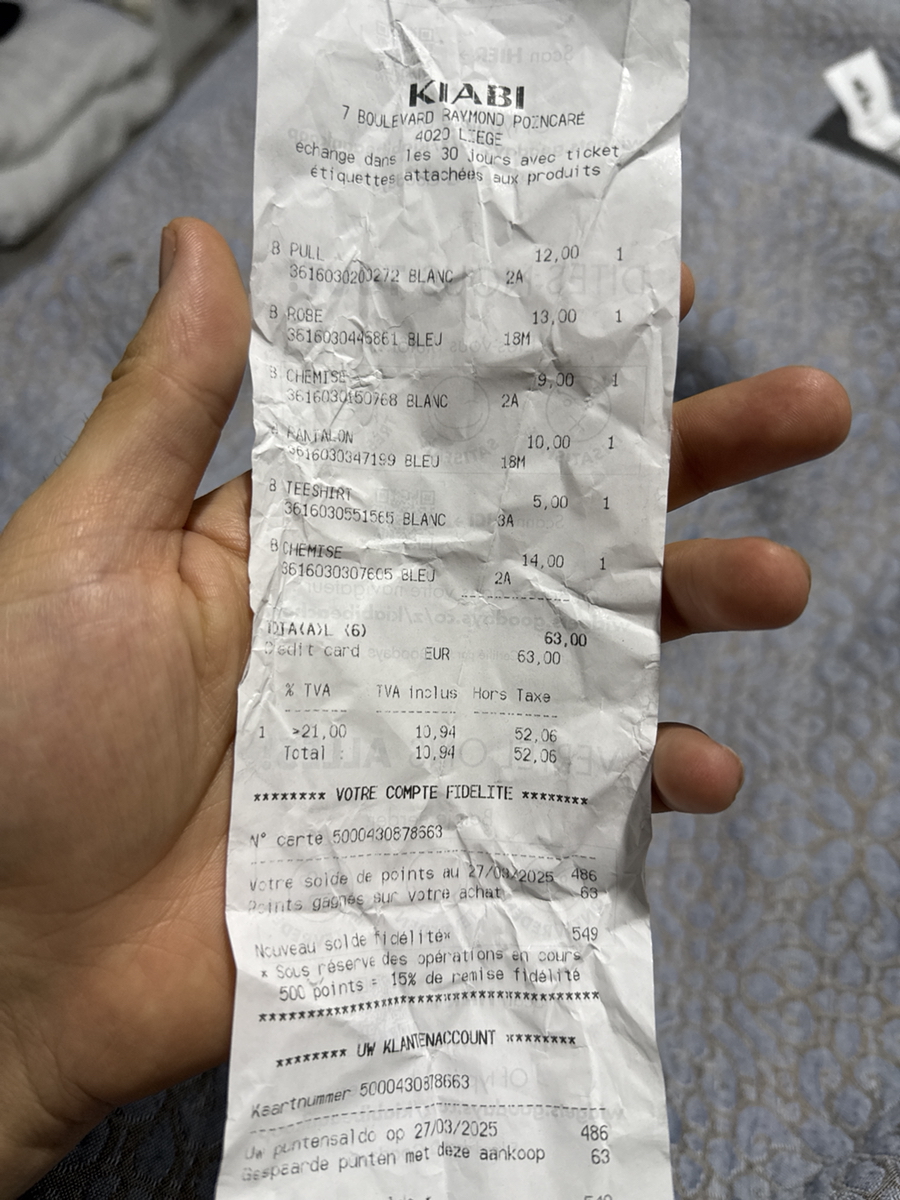 KIABI
7 BOULEVARD RAYMOND POINCARE
4020 LIEGE
échange dans les 30 jours avec ticket
étiquettes attachées aux produits
8 PULL 12,00 1
3616030200272 BLANC 2A
8 ROBE 13,00 1
3616030446861 BLEU 18M
8 CHEMISE 9,00 1
3616030150768 BLANC 2A
PANTALON 10,00 1
3616030347199 BLEU 18M
8 TEESHIRT 5,00 1
3616030551565 BLANC 3A
8 CHEMISE 14,00 1
3616030307605 BLEU 2A
------------
TOTA(A)L (6) 63,00
Credit card EUR 63,00
% TVA TVA inclus Hors Taxe
1 >21,00 10,94 52,06
Total : 10,94 52,06
******** VOTRE COMPTE FIDELITE ********
N° carte 5000430878663
Votre solde de points au 27/03/2025 486
Points gagnés sur votre achat 63
Nouveau solde fidélité* 549
* Sous réserve des opérations en cours
500 points = 15% de remise fidélité
**************************************
******** UW KLANTENACCOUNT ********
Kaartnummer 5000430878663
Uw puntensaldo op 27/03/2025 486
Gespaarde punten met deze aankoop 63